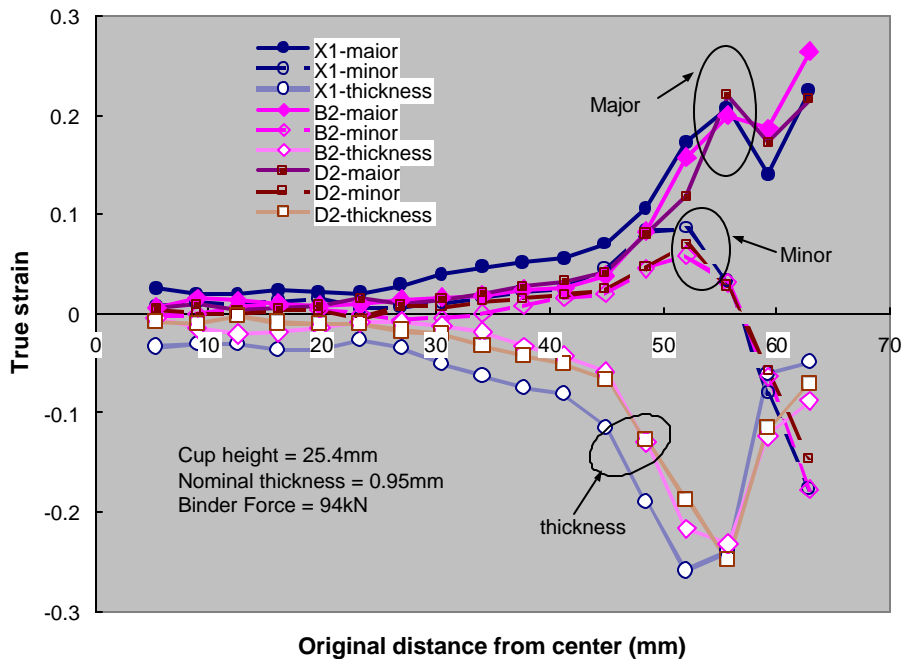 0.3
0.2
0.1
0
-0.1
-0.2
-0.3
True strain
X1-maior
X1-minor
X1-thickness
B2-maior
B2-minor
B2-thickness
D2-maior
D2-minor
D2-thickness
Major
Minor
thickness
Cup height = 25.4mm
Nominal thickness = 0.95mm
Binder Force = 94kN
0 10 20 30 40 50 60 70
Original distance from center (mm)